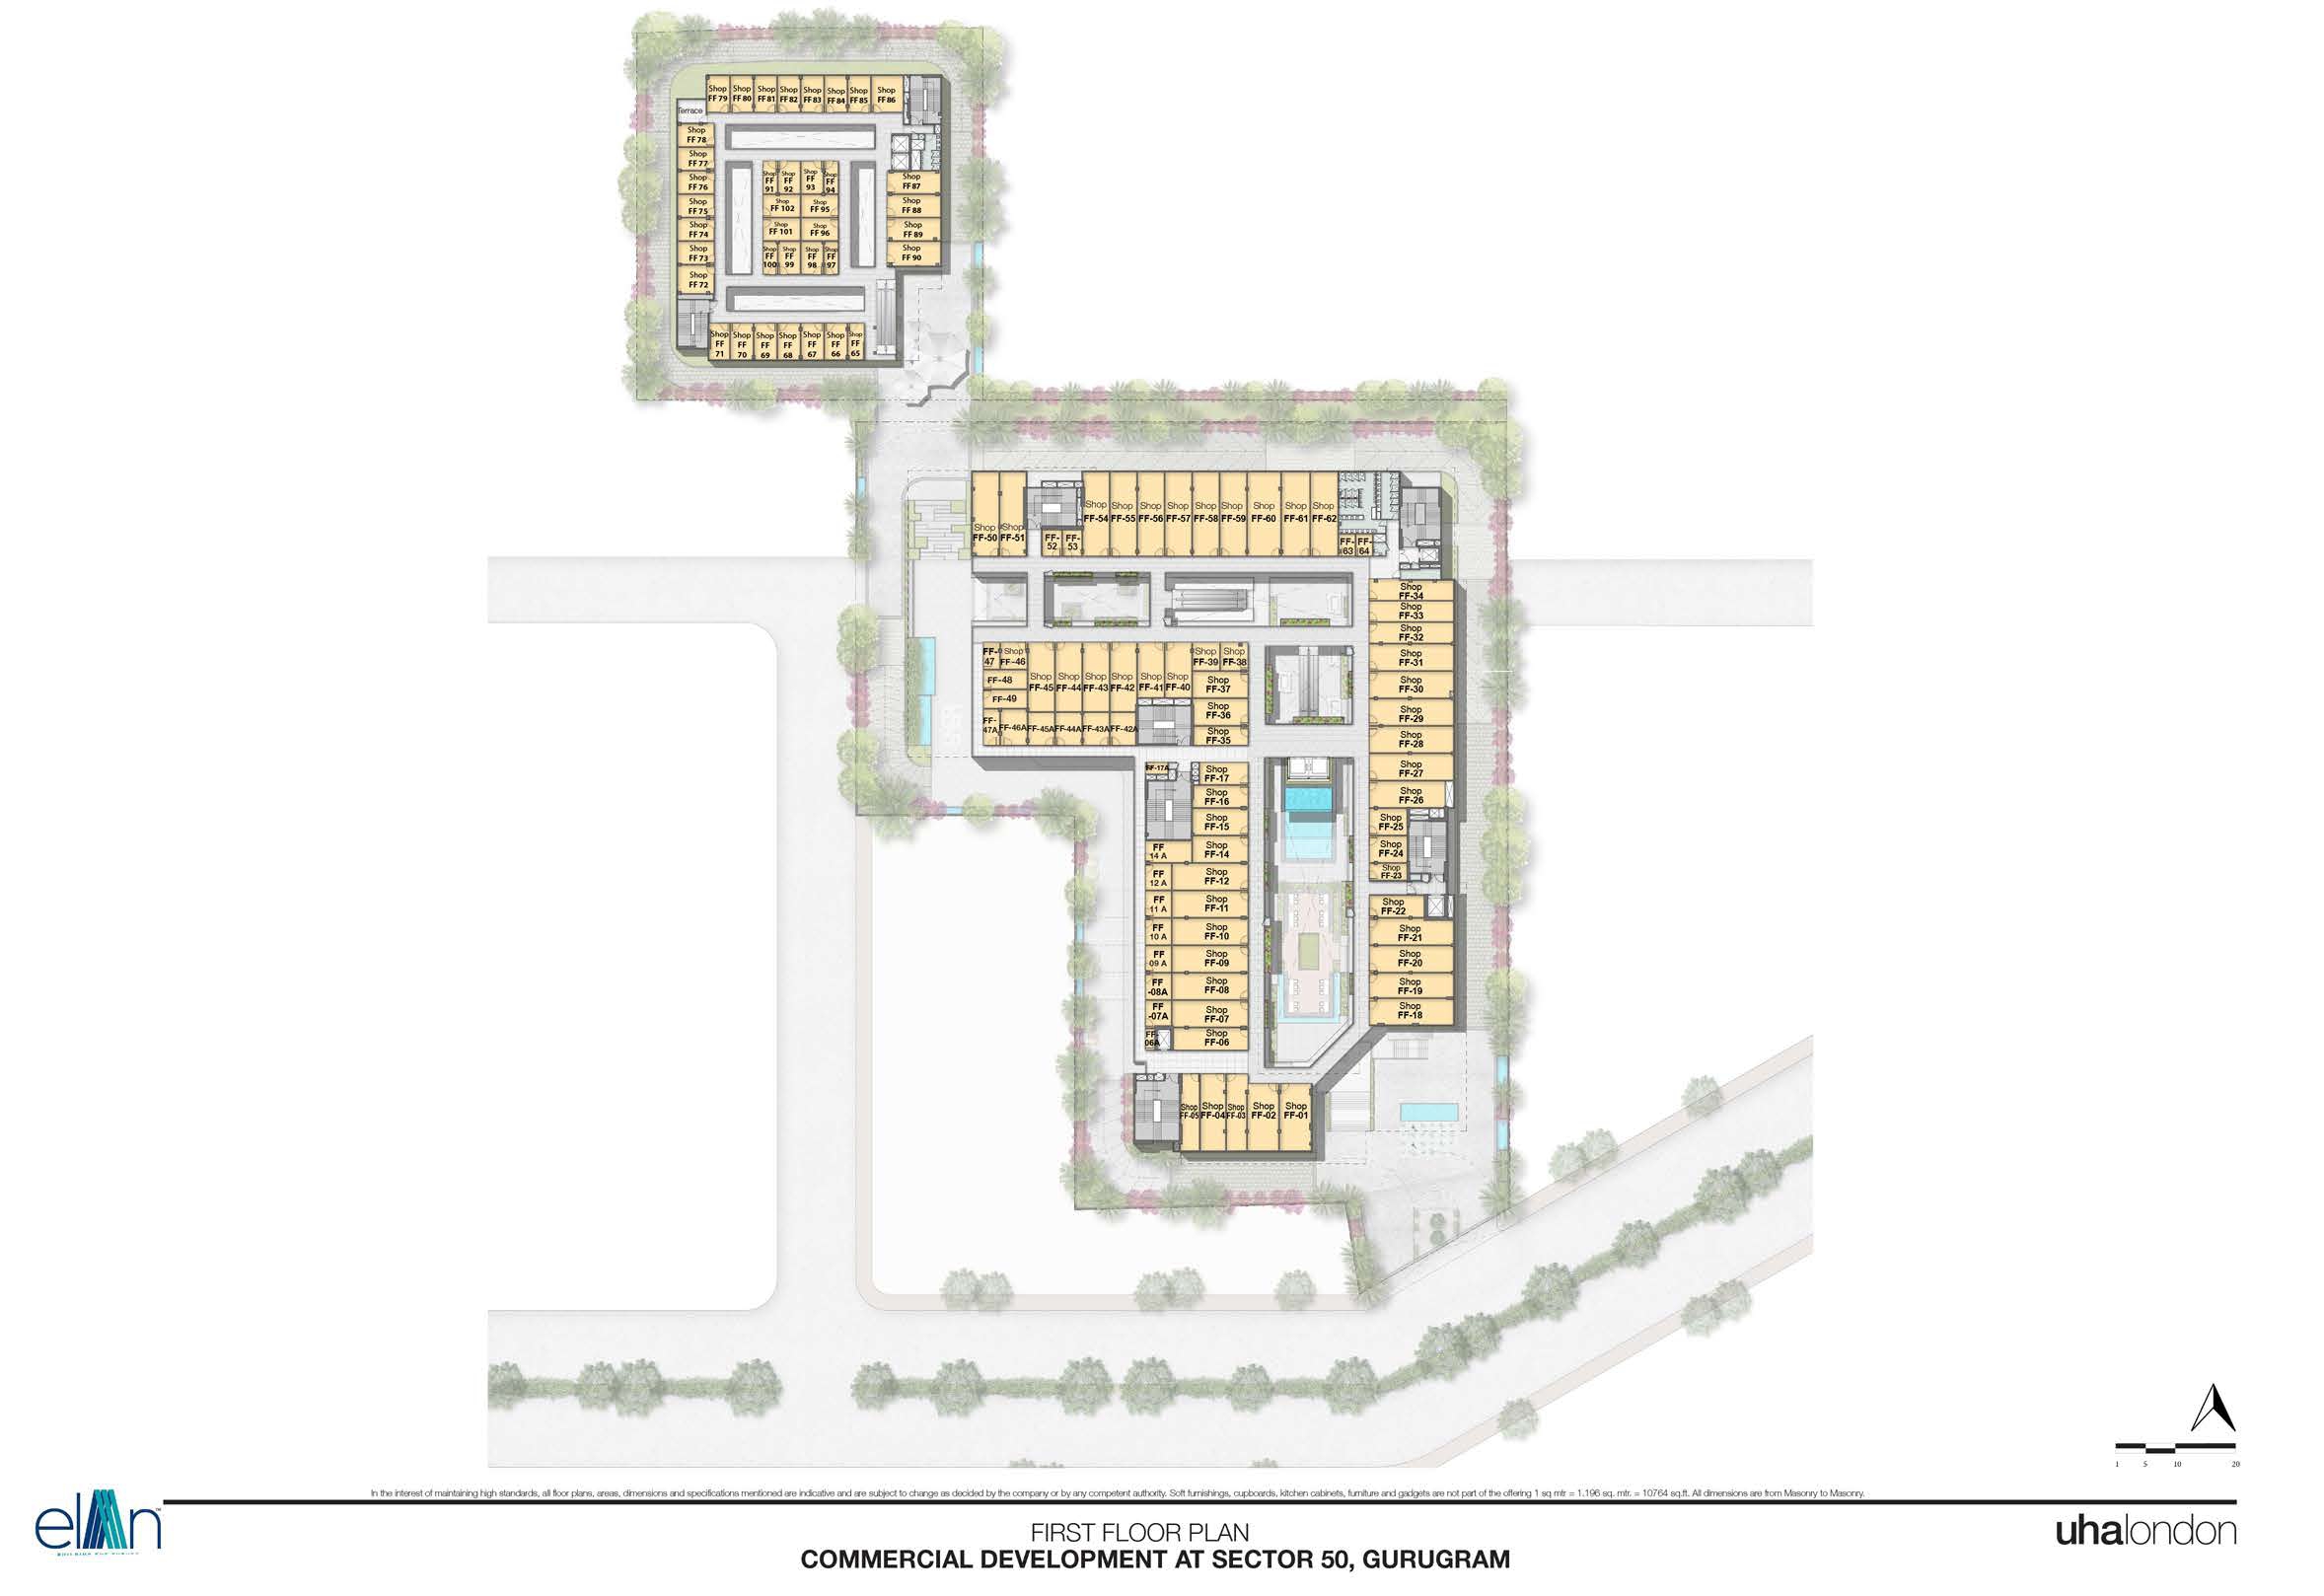 Shop FF 79
Shop FF 80
Shop FF 81
Shop FF 82
Shop FF 83
Shop FF 84
Shop FF 85
Shop FF 86
Terrace
Shop FF 78
Shop FF 77
Shop FF 76
Shop FF 75
Shop FF 74
Shop FF 73
Shop FF 72
Shop FF 91
Shop FF 92
Shop FF 93
Shop FF 94
Shop FF 102
Shop FF 95
Shop FF 101
Shop FF 96
Shop FF 100
Shop FF 99
Shop FF 98
Shop FF 97
Shop FF 87
Shop FF 88
Shop FF 89
Shop FF 90
Shop FF 71
Shop FF 70
Shop FF 69
Shop FF 68
Shop FF 67
Shop FF 66
Shop FF 65
Shop FF-50
Shop FF-51
FF-52
FF-53
Shop FF-54
Shop FF-55
Shop FF-56
Shop FF-57
Shop FF-58
Shop FF-59
Shop FF-60
Shop FF-61
Shop FF-62
FF-63
FF-64
Shop FF-34
Shop FF-33
Shop FF-32
Shop FF-31
Shop FF-30
Shop FF-29
Shop FF-28
Shop FF-27
Shop FF-26
Shop FF-25
Shop FF-24
Shop FF-23
Shop FF-22
Shop FF-21
Shop FF-20
Shop FF-19
Shop FF-18
FF-47
Shop FF-46
FF-48
FF-49
Shop FF-45
Shop FF-44
Shop FF-43
Shop FF-42
Shop FF-41
Shop FF-40
Shop FF-39
Shop FF-38
Shop FF-37
Shop FF-36
Shop FF-35
FF-47A
FF-46A
FF-45A
FF-44A
FF-43A
FF-42A
FF-17A
Shop FF-17
Shop FF-16
Shop FF-15
FF 14 A
Shop FF-14
FF 12 A
Shop FF-12
FF 11 A
Shop FF-11
FF 10 A
Shop FF-10
FF 09 A
Shop FF-09
FF -08A
Shop FF-08
FF -07A
Shop FF-07
FF-06A
Shop FF-06
Shop FF-05
Shop FF-04
Shop FF-03
Shop FF-02
Shop FF-01
1 5 10 20
In the interest of maintaining high standards, all floor plans, areas, dimensions and specifications mentioned are indicative and are subject to change as decided by the company or by any competent authority. Soft furnishings, cupboards, kitchen cabinets, furniture and gadgets are not part of the offering 1 sq mtr = 1.196 sq. mtr. = 10764 sq.ft. All dimensions are from Masonry to Masonry.
elan
FIRST FLOOR PLAN
COMMERCIAL DEVELOPMENT AT SECTOR 50, GURUGRAM
uhalondon